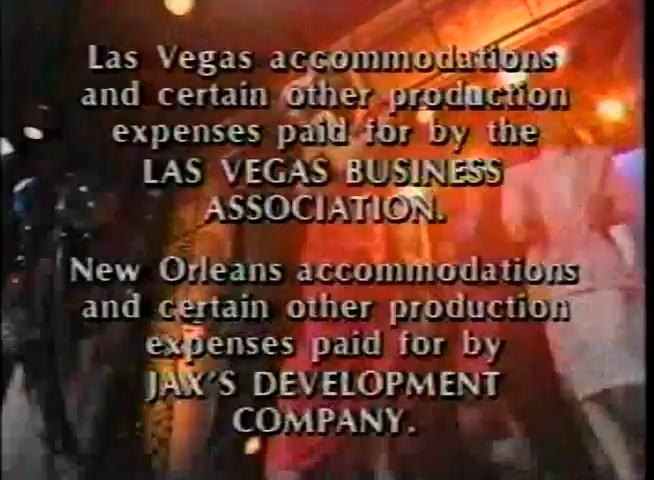 Las Vegas accommodations
and certain other production
expenses paid for by the
LAS VEGAS BUSINESS
ASSOCIATION.
New Orleans accommodations
and certain other production
expenses paid for by
JAX'S DEVELOPMENT
COMPANY.